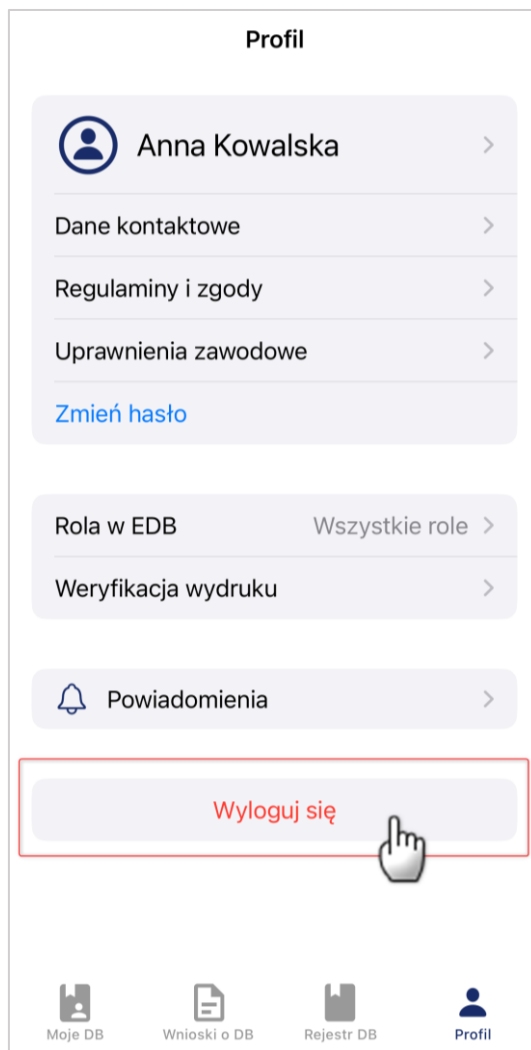 Profil
Anna Kowalska
Dane kontaktowe
Regulaminy i zgody
Uprawnienia zawodowe
Zmień hasło
Rola w EDB Wszystkie role
Weryfikacja wydruku
Powiadomienia
Wyloguj się
Moje DB Wnioski o DB Rejestr DB Profil